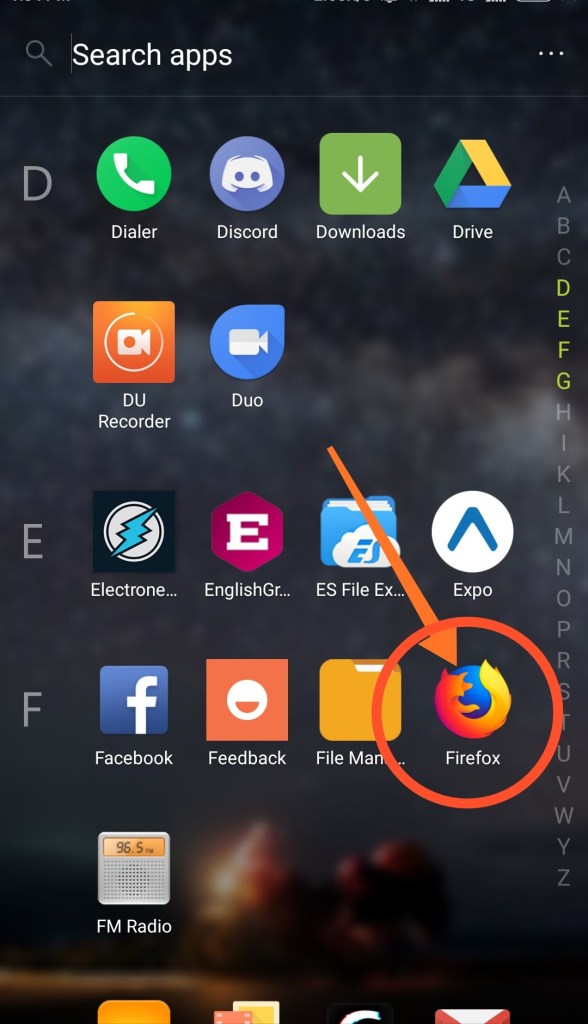 Search apps
D
Dialer
Discord
Downloads
Drive
DU
Recorder
Duo
E
Electrone...
EnglishGr...
ES File Ex...
Expo
F
Facebook
Feedback
File Man...
Firefox
96.5 FM
FM Radio
A
B
C
D
E
F
G
H
I
J
K
L
M
N
O
P
R
S
T
U
V
W
Y
Z